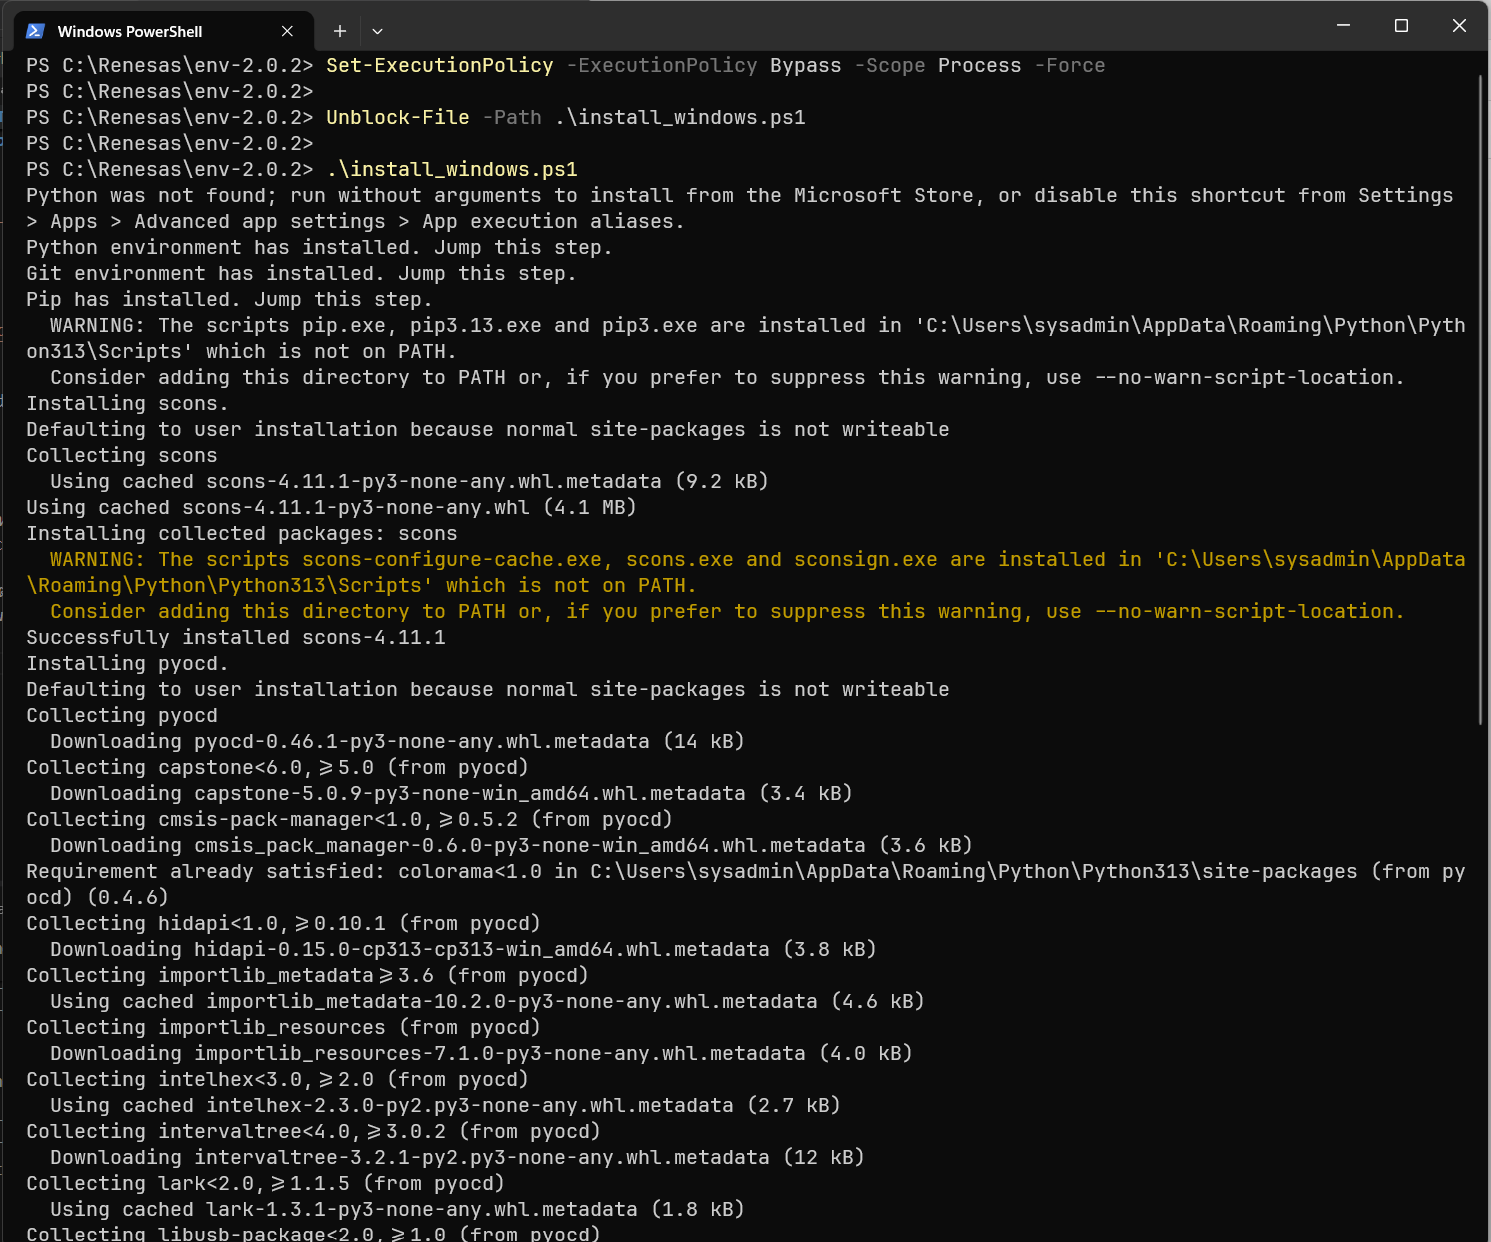 Windows PowerShell
PS C:\Renesas\env-2.0.2> Set-ExecutionPolicy -ExecutionPolicy Bypass -Scope Process -Force
PS C:\Renesas\env-2.0.2>
PS C:\Renesas\env-2.0.2> Unblock-File -Path .\install_windows.ps1
PS C:\Renesas\env-2.0.2>
PS C:\Renesas\env-2.0.2> .\install_windows.ps1
Python was not found; run without arguments to install from the Microsoft Store, or disable this shortcut from Settings
> Apps > Advanced app settings > App execution aliases.
Python environment has installed. Jump this step.
Git environment has installed. Jump this step.
Pip has installed. Jump this step.
  WARNING: The scripts pip.exe, pip3.13.exe and pip3.exe are installed in 'C:\Users\sysadmin\AppData\Roaming\Python\Pyth
on313\Scripts' which is not on PATH.
  Consider adding this directory to PATH or, if you prefer to suppress this warning, use --no-warn-script-location.
Installing scons.
Defaulting to user installation because normal site-packages is not writeable
Collecting scons
  Using cached scons-4.11.1-py3-none-any.whl.metadata (9.2 kB)
Using cached scons-4.11.1-py3-none-any.whl (4.1 MB)
Installing collected packages: scons
  WARNING: The scripts scons-configure-cache.exe, scons.exe and sconsign.exe are installed in 'C:\Users\sysadmin\AppData
\Roaming\Python\Python313\Scripts' which is not on PATH.
  Consider adding this directory to PATH or, if you prefer to suppress this warning, use --no-warn-script-location.
Successfully installed scons-4.11.1
Installing pyocd.
Defaulting to user installation because normal site-packages is not writeable
Collecting pyocd
  Downloading pyocd-0.46.1-py3-none-any.whl.metadata (14 kB)
Collecting capstone<6.0,>=5.0 (from pyocd)
  Downloading capstone-5.0.9-py3-none-win_amd64.whl.metadata (3.4 kB)
Collecting cmsis-pack-manager<1.0,>=0.5.2 (from pyocd)
  Downloading cmsis_pack_manager-0.6.0-py3-none-win_amd64.whl.metadata (3.6 kB)
Requirement already satisfied: colorama<1.0 in C:\Users\sysadmin\AppData\Roaming\Python\Python313\site-packages (from py
ocd) (0.4.6)
Collecting hidapi<1.0,>=0.10.1 (from pyocd)
  Downloading hidapi-0.15.0-cp313-cp313-win_amd64.whl.metadata (3.8 kB)
Collecting importlib_metadata>=3.6 (from pyocd)
  Using cached importlib_metadata-10.2.0-py3-none-any.whl.metadata (4.6 kB)
Collecting importlib_resources (from pyocd)
  Downloading importlib_resources-7.1.0-py3-none-any.whl.metadata (4.0 kB)
Collecting intelhex<3.0,>=2.0 (from pyocd)
  Using cached intelhex-2.3.0-py2.py3-none-any.whl.metadata (2.7 kB)
Collecting intervaltree<4.0,>=3.0.2 (from pyocd)
  Downloading intervaltree-3.2.1-py2.py3-none-any.whl.metadata (12 kB)
Collecting lark<2.0,>=1.1.5 (from pyocd)
  Using cached lark-1.3.1-py3-none-any.whl.metadata (1.8 kB)
Collecting libusb-package<2.0,>=1.0 (from pyocd)